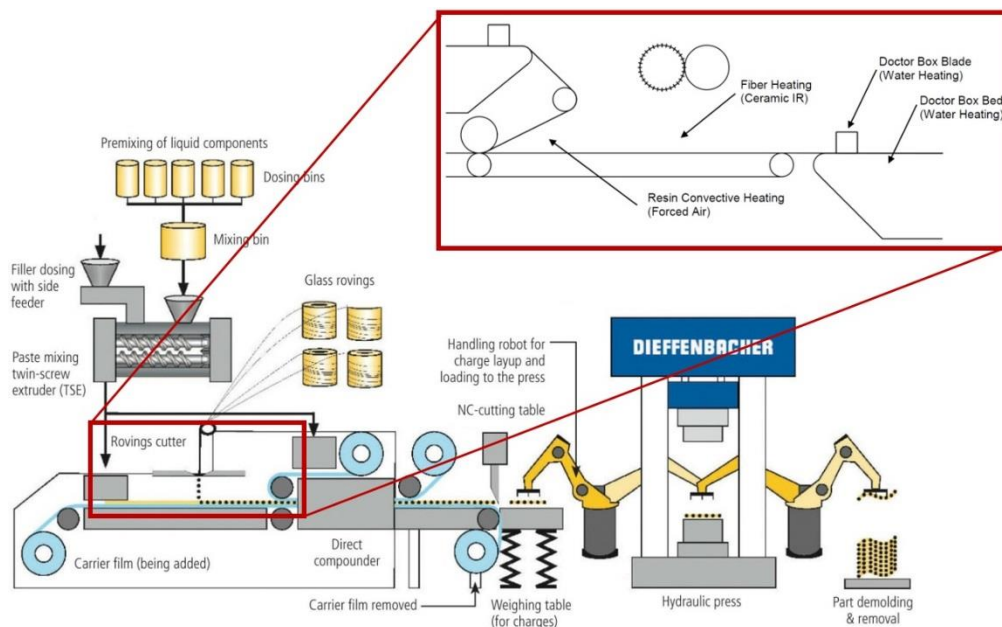 Doctor Box Blade
(Water Heating)
Fiber Heating
(Ceramic IR)
Doctor Box Bed
(Water Heating)
Resin Convective Heating
(Forced Air)
Premixing of liquid components
Dosing bins
Mixing bin
Filler dosing
with side
feeder
Glass rovings
Paste mixing
twin-screw
extruder (TSE)
Handling robot for
charge layup and
loading to the press
NC-cutting table
DIEFFENBACHER
Rovings cutter
Carrier film (being added)
Direct
compounder
Carrier film removed
Weighing table
(for charges)
Hydraulic press
Part demolding
& removal